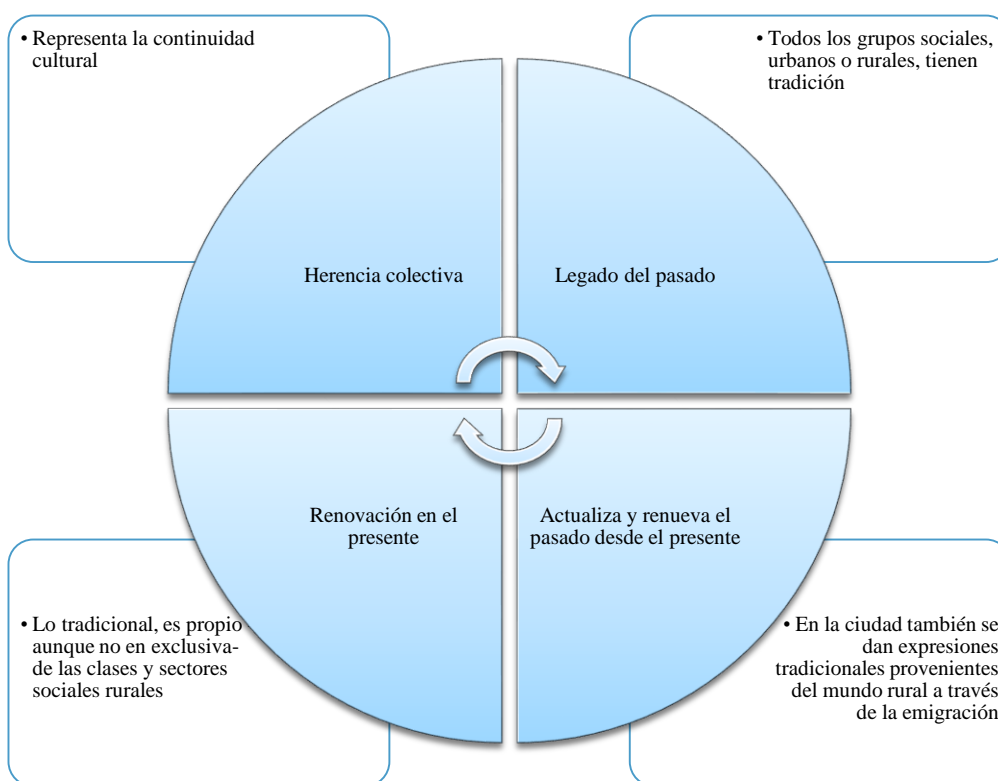 • Representa la continuidad
cultural
• Todos los grupos sociales,
urbanos o rurales, tienen
tradición
Herencia colectiva
Legado del pasado
Renovación en el
presente
Actualiza y renueva el
pasado desde el presente
• Lo tradicional, es propio
aunque no en exclusiva-
de las clases y sectores
sociales rurales
• En la ciudad también se
dan expresiones
tradicionales provenientes
del mundo rural a través
de la emigración